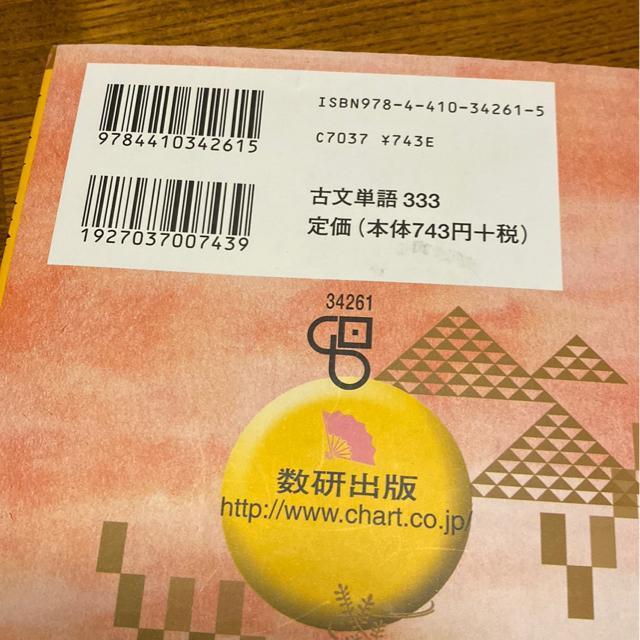 ISBN978-4-410-34261-5
9784410342615
C7037 ¥743E
1927037007439
古文単語 333
定価（本体743円＋税）
34261
数研出版
http://www.chart.co.jp/